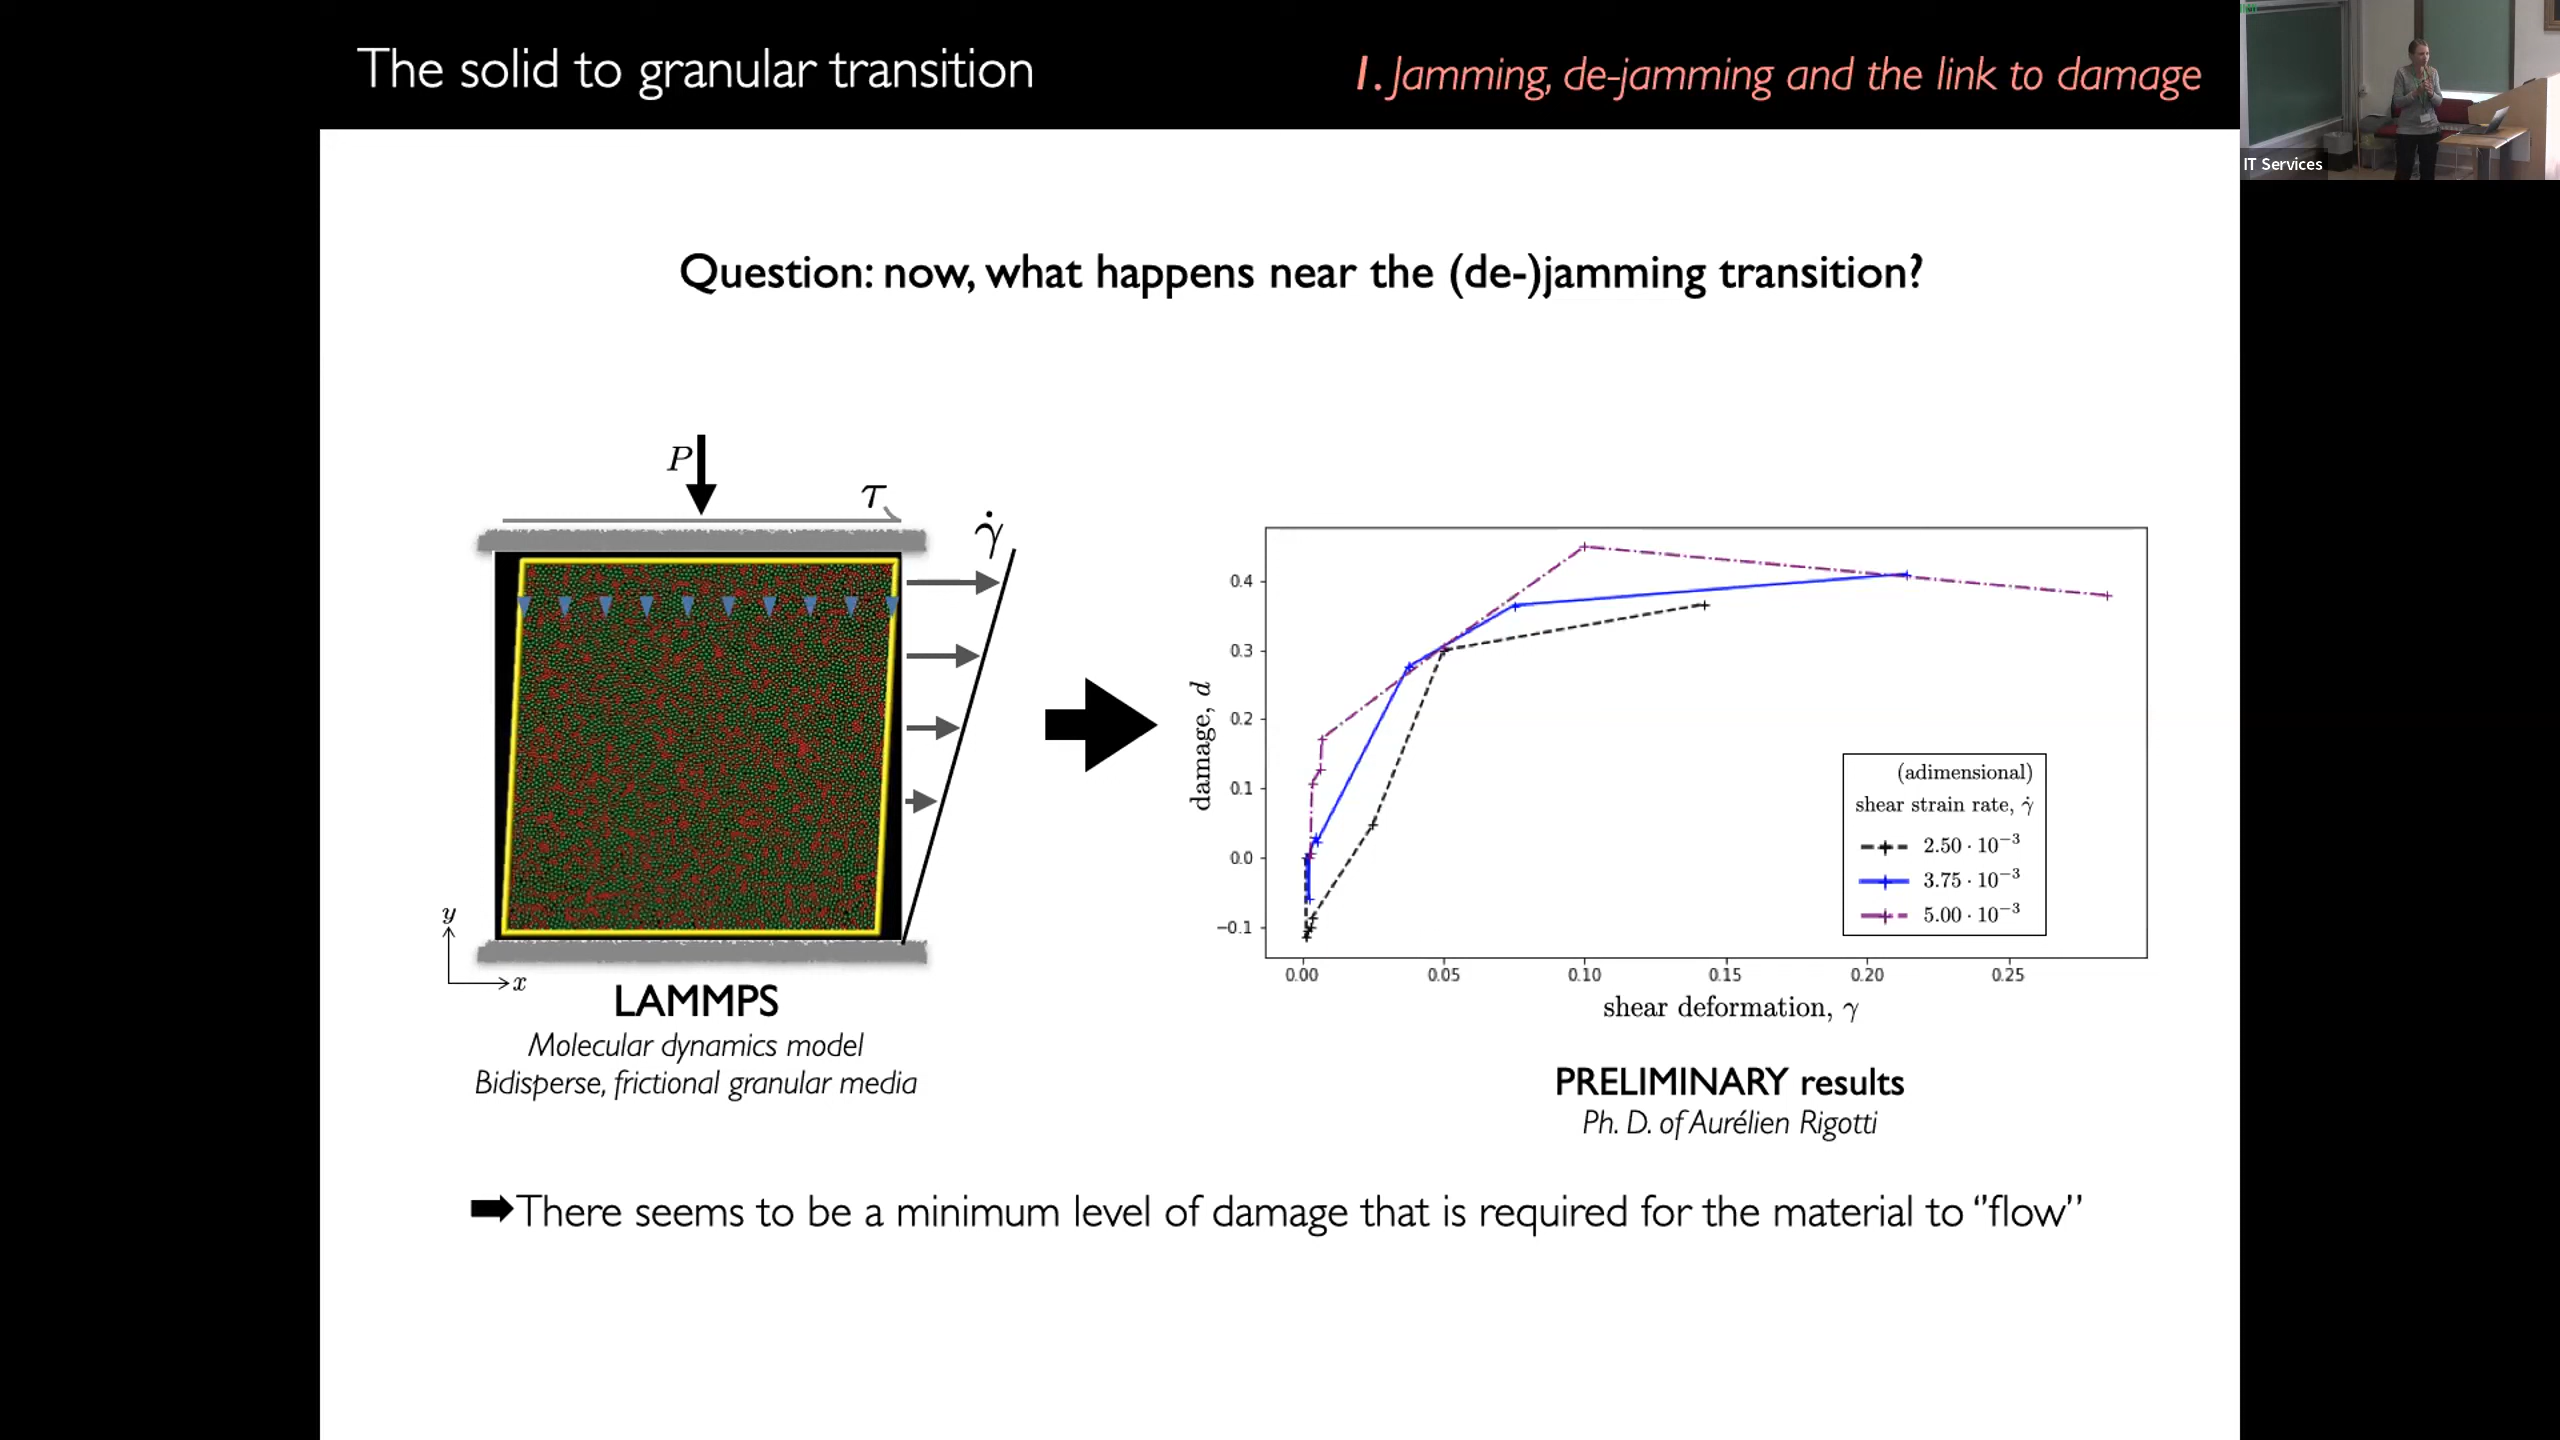 The solid to granular transition
1. Jamming, de-jamming and the link to damage
IT Services
Question: now, what happens near the (de-)jamming transition?
P
τ
γ̇
y
x
LAMMPS
Molecular dynamics model
Bidisperse, frictional granular media
damage, d
0.4
0.3
0.2
0.1
0.0
−0.1
0.00 0.05 0.10 0.15 0.20 0.25
shear deformation, γ
(adimensional)
shear strain rate, γ̇
2.50 · 10⁻³
3.75 · 10⁻³
5.00 · 10⁻³
PRELIMINARY results
Ph. D. of Aurélien Rigotti
There seems to be a minimum level of damage that is required for the material to “flow”